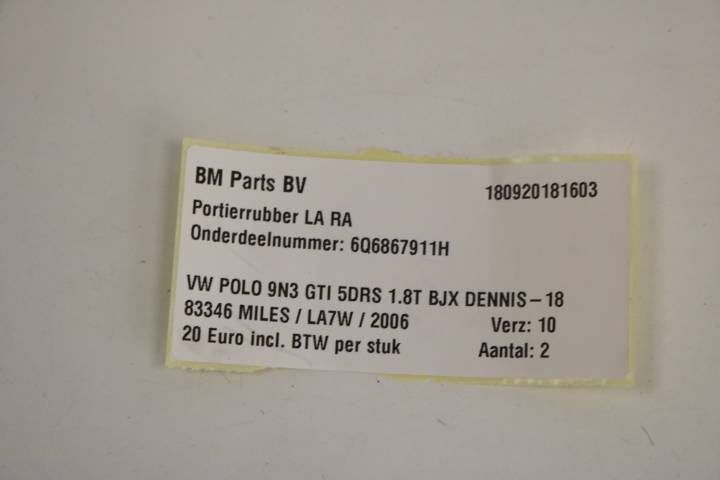 BM Parts BV 180920181603
Portierrubber LA RA
Onderdeelnummer: 6Q6867911H
VW POLO 9N3 GTI 5DRS 1.8T BJX DENNIS-18
83346 MILES / LA7W / 2006 Verz: 10
20 Euro incl. BTW per stuk Aantal: 2